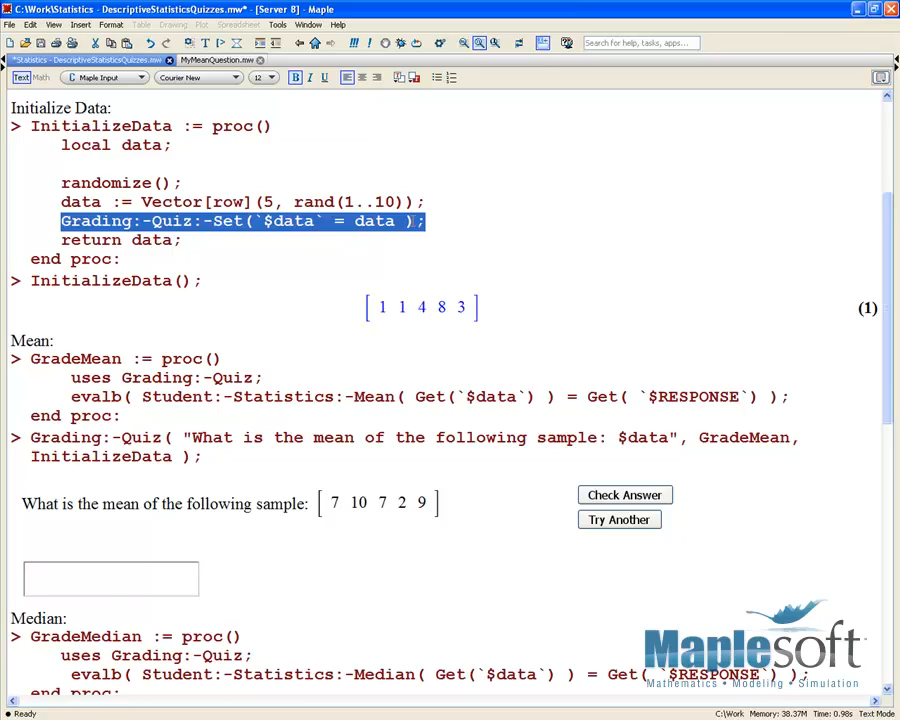 C:\Work\Statistics - DescriptiveStatisticsQuizzes.mw* - [Server 8] - Maple
File Edit View Insert Format Table Drawing Plot Spreadsheet Tools Window Help
Search for help, tasks, apps...
*Statistics - DescriptiveStatisticsQuizzes.mw MyMeanQuestion.mw
Text Math C Maple Input Courier New 12 B I U
Initialize Data:
> InitializeData := proc()
local data;
randomize();
data := Vector[row](5, rand(1..10));
Grading:-Quiz:-Set(`$data` = data );
return data;
end proc:
> InitializeData();
[ 1 1 4 8 3 ] (1)
Mean:
> GradeMean := proc()
uses Grading:-Quiz;
evalb( Student:-Statistics:-Mean( Get(`$data`) ) = Get( `$RESPONSE`) );
end proc:
> Grading:-Quiz( "What is the mean of the following sample: $data", GradeMean,
InitializeData );
What is the mean of the following sample: [ 7 10 7 2 9 ]
Check Answer
Try Another
Median:
> GradeMedian := proc()
uses Grading:-Quiz;
evalb( Student:-Statistics:-Median( Get(`$data`) ) = Get( `$RESPONSE`) );
end proc:
Maplesoft
Mathematics • Modeling • Simulation
Ready C:\Work Memory: 38.37M Time: 0.98s Text Mode